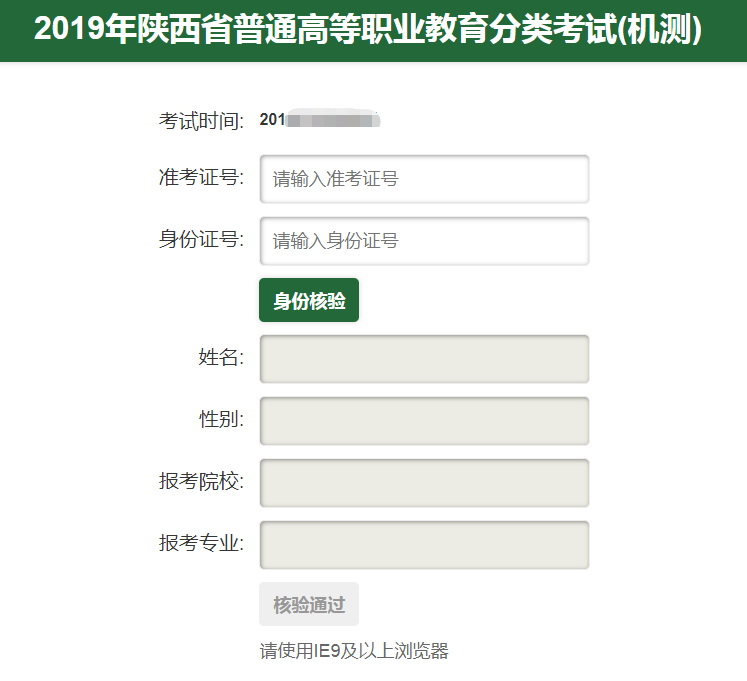 2019年陕西省普通高等职业教育分类考试(机测)
考试时间: 201
准考证号: 请输入准考证号
身份证号: 请输入身份证号
身份核验
姓名:
性别:
报考院校:
报考专业:
核验通过
请使用IE9及以上浏览器